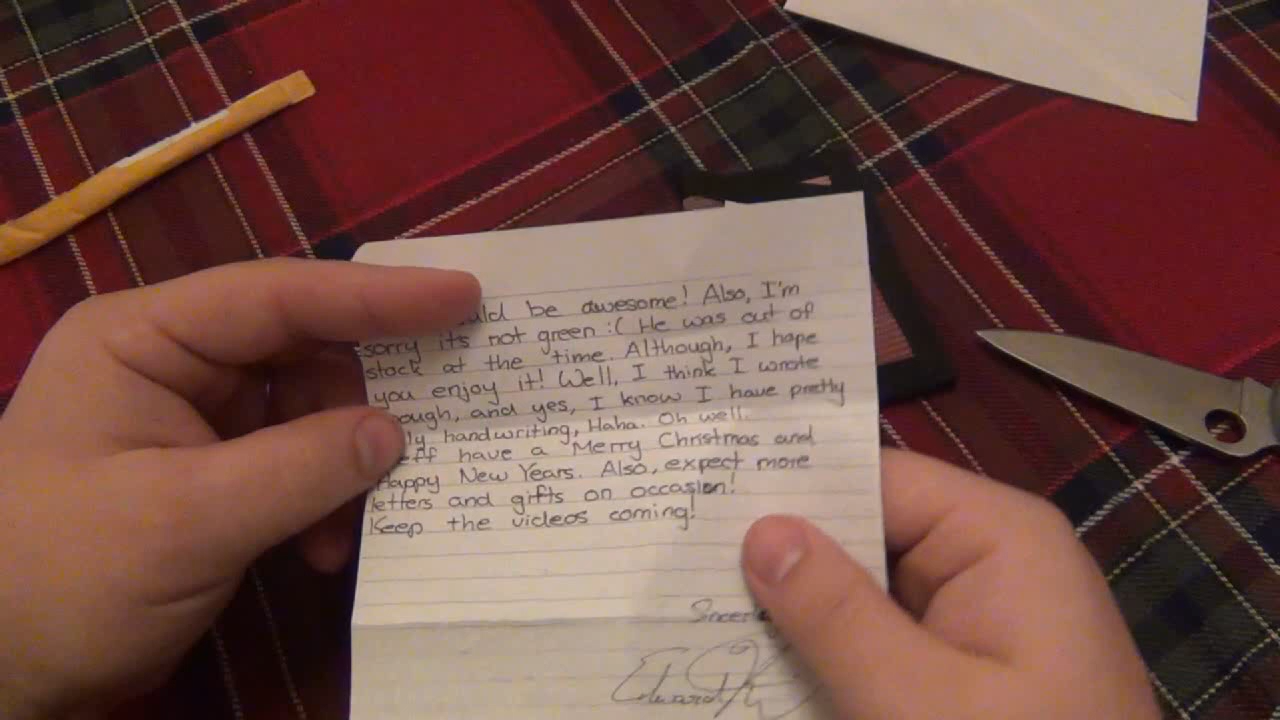 be awesome! Also, I'm
sorry it's not green :( He was out of
stock at the time. Although, I hope
you enjoy it! Well, I think I wrote
and yes, I know I have pretty
handwriting, Haha. Oh well.
have a Merry Christmas and
Happy New Years. Also, expect more
letters and gifts on occasion!
Keep the videos coming!
Edward